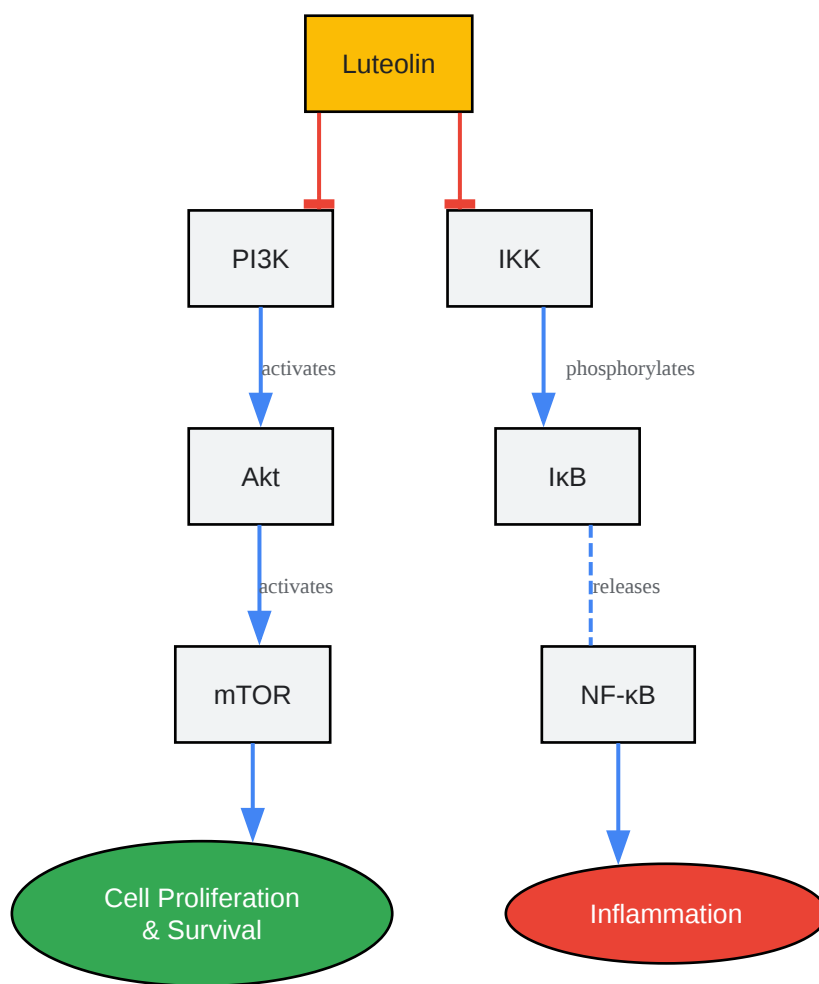 Luteolin
PI3K
IKK
activates
phosphorylates
Akt
IκB
activates
releases
mTOR
NF-κB
Cell Proliferation
& Survival
Inflammation